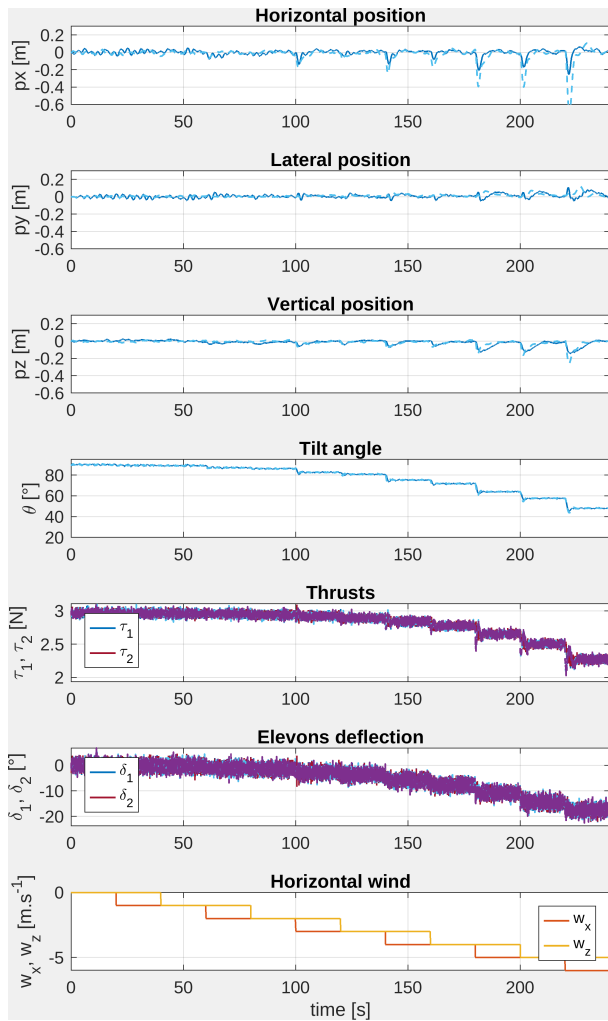 Horizontal position
px [m]
0.2
0
-0.2
-0.4
-0.6
0
50
100
150
200
Lateral position
py [m]
0.2
0
-0.2
-0.4
-0.6
0
50
100
150
200
Vertical position
pz [m]
0.2
0
-0.2
-0.4
-0.6
0
50
100
150
200
Tilt angle
θ [°]
80
60
40
20
0
50
100
150
200
Thrusts
τ1, τ2 [N]
3
2.5
2
τ1
τ2
0
50
100
150
200
Elevons deflection
δ1, δ2 [°]
0
-10
-20
δ1
δ2
0
50
100
150
200
Horizontal wind
wx, wz [m.s-1]
0
-5
wx
wz
0
50
100
150
200
time [s]